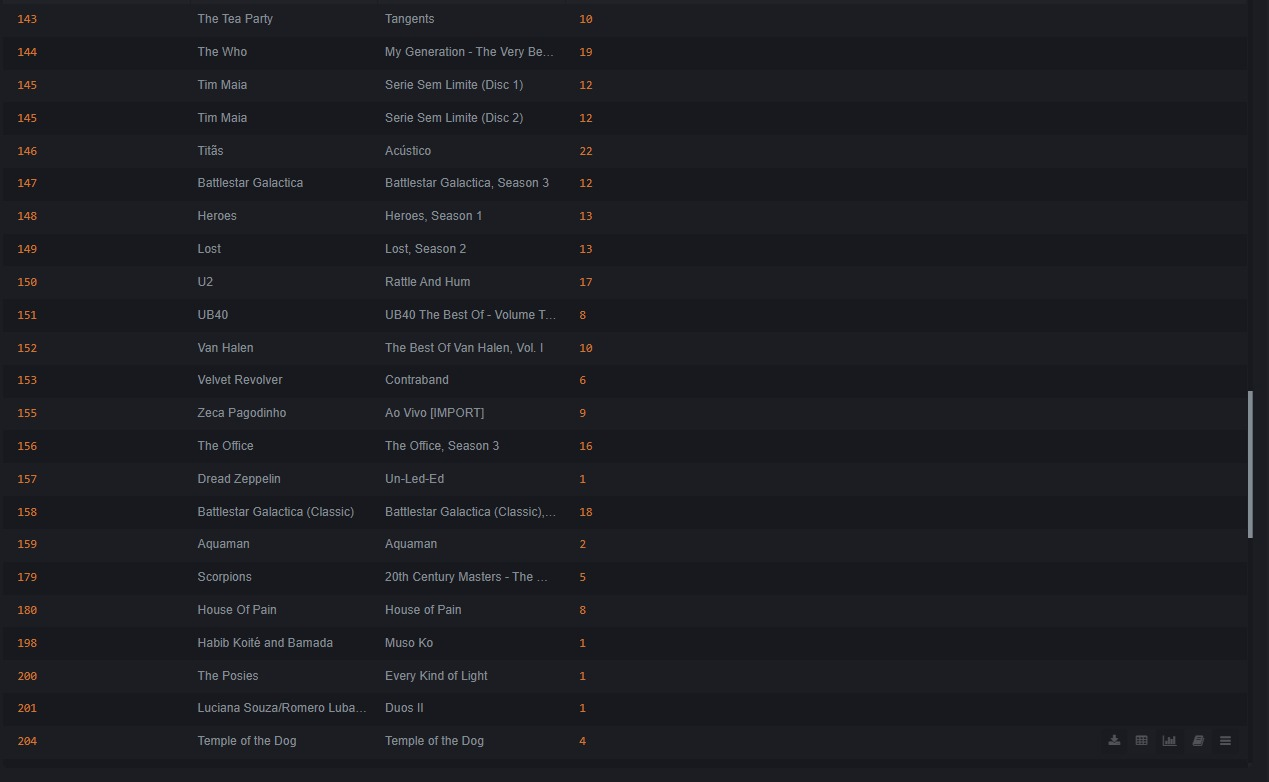 143 The Tea Party Tangents 10
144 The Who My Generation - The Very Be... 19
145 Tim Maia Serie Sem Limite (Disc 1) 12
145 Tim Maia Serie Sem Limite (Disc 2) 12
146 Titãs Acústico 22
147 Battlestar Galactica Battlestar Galactica, Season 3 12
148 Heroes Heroes, Season 1 13
149 Lost Lost, Season 2 13
150 U2 Rattle And Hum 17
151 UB40 UB40 The Best Of - Volume T... 8
152 Van Halen The Best Of Van Halen, Vol. I 10
153 Velvet Revolver Contraband 6
155 Zeca Pagodinho Ao Vivo [IMPORT] 9
156 The Office The Office, Season 3 16
157 Dread Zeppelin Un-Led-Ed 1
158 Battlestar Galactica (Classic) Battlestar Galactica (Classic),... 18
159 Aquaman Aquaman 2
179 Scorpions 20th Century Masters - The ... 5
180 House Of Pain House of Pain 8
198 Habib Koité and Bamada Muso Ko 1
200 The Posies Every Kind of Light 1
201 Luciana Souza/Romero Luba... Duos II 1
204 Temple of the Dog Temple of the Dog 4